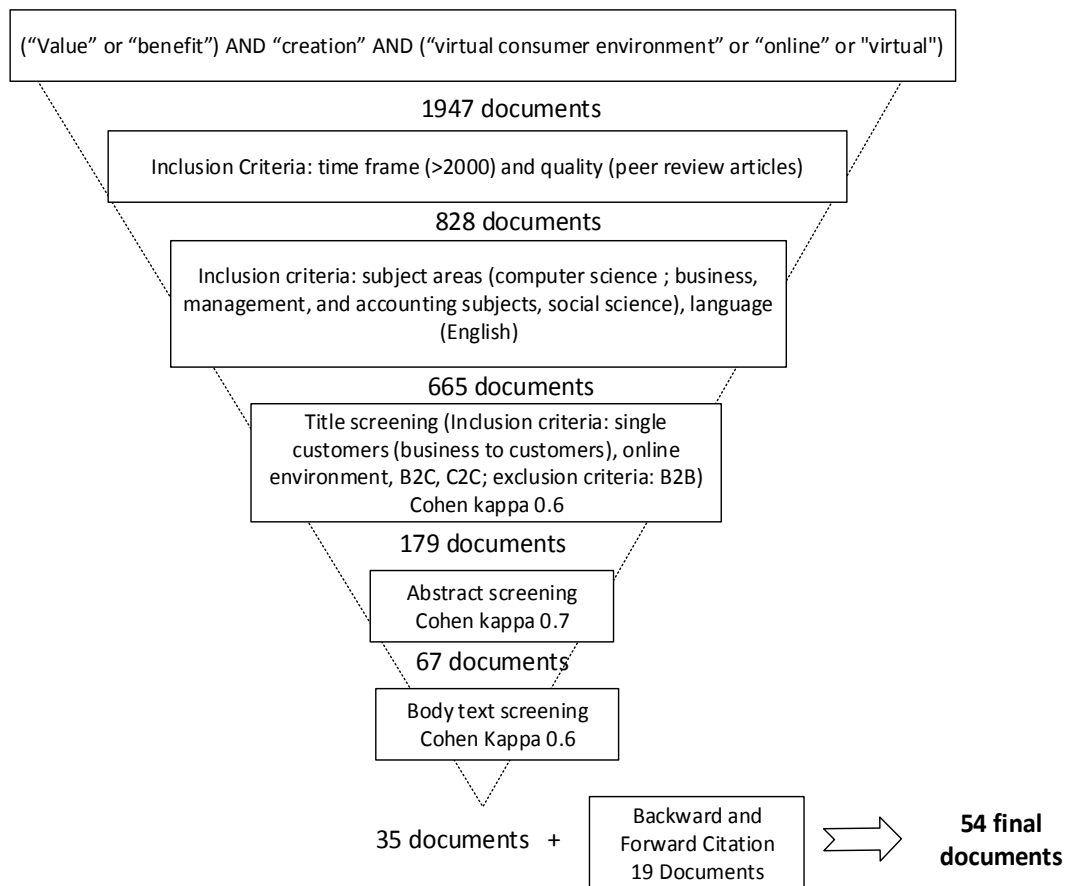 (“Value” or “benefit”) AND “creation” AND (“virtual consumer environment” or “online” or "virtual")
1947 documents
Inclusion Criteria: time frame (>2000) and quality (peer review articles)
828 documents
Inclusion criteria: subject areas (computer science ; business,
management, and accounting subjects, social science), language
(English)
665 documents
Title screening (Inclusion criteria: single
customers (business to customers), online
environment, B2C, C2C; exclusion criteria: B2B)
Cohen kappa 0.6
179 documents
Abstract screening
Cohen kappa 0.7
67 documents
Body text screening
Cohen Kappa 0.6
35 documents +
Backward and
Forward Citation
19 Documents
54 final
documents